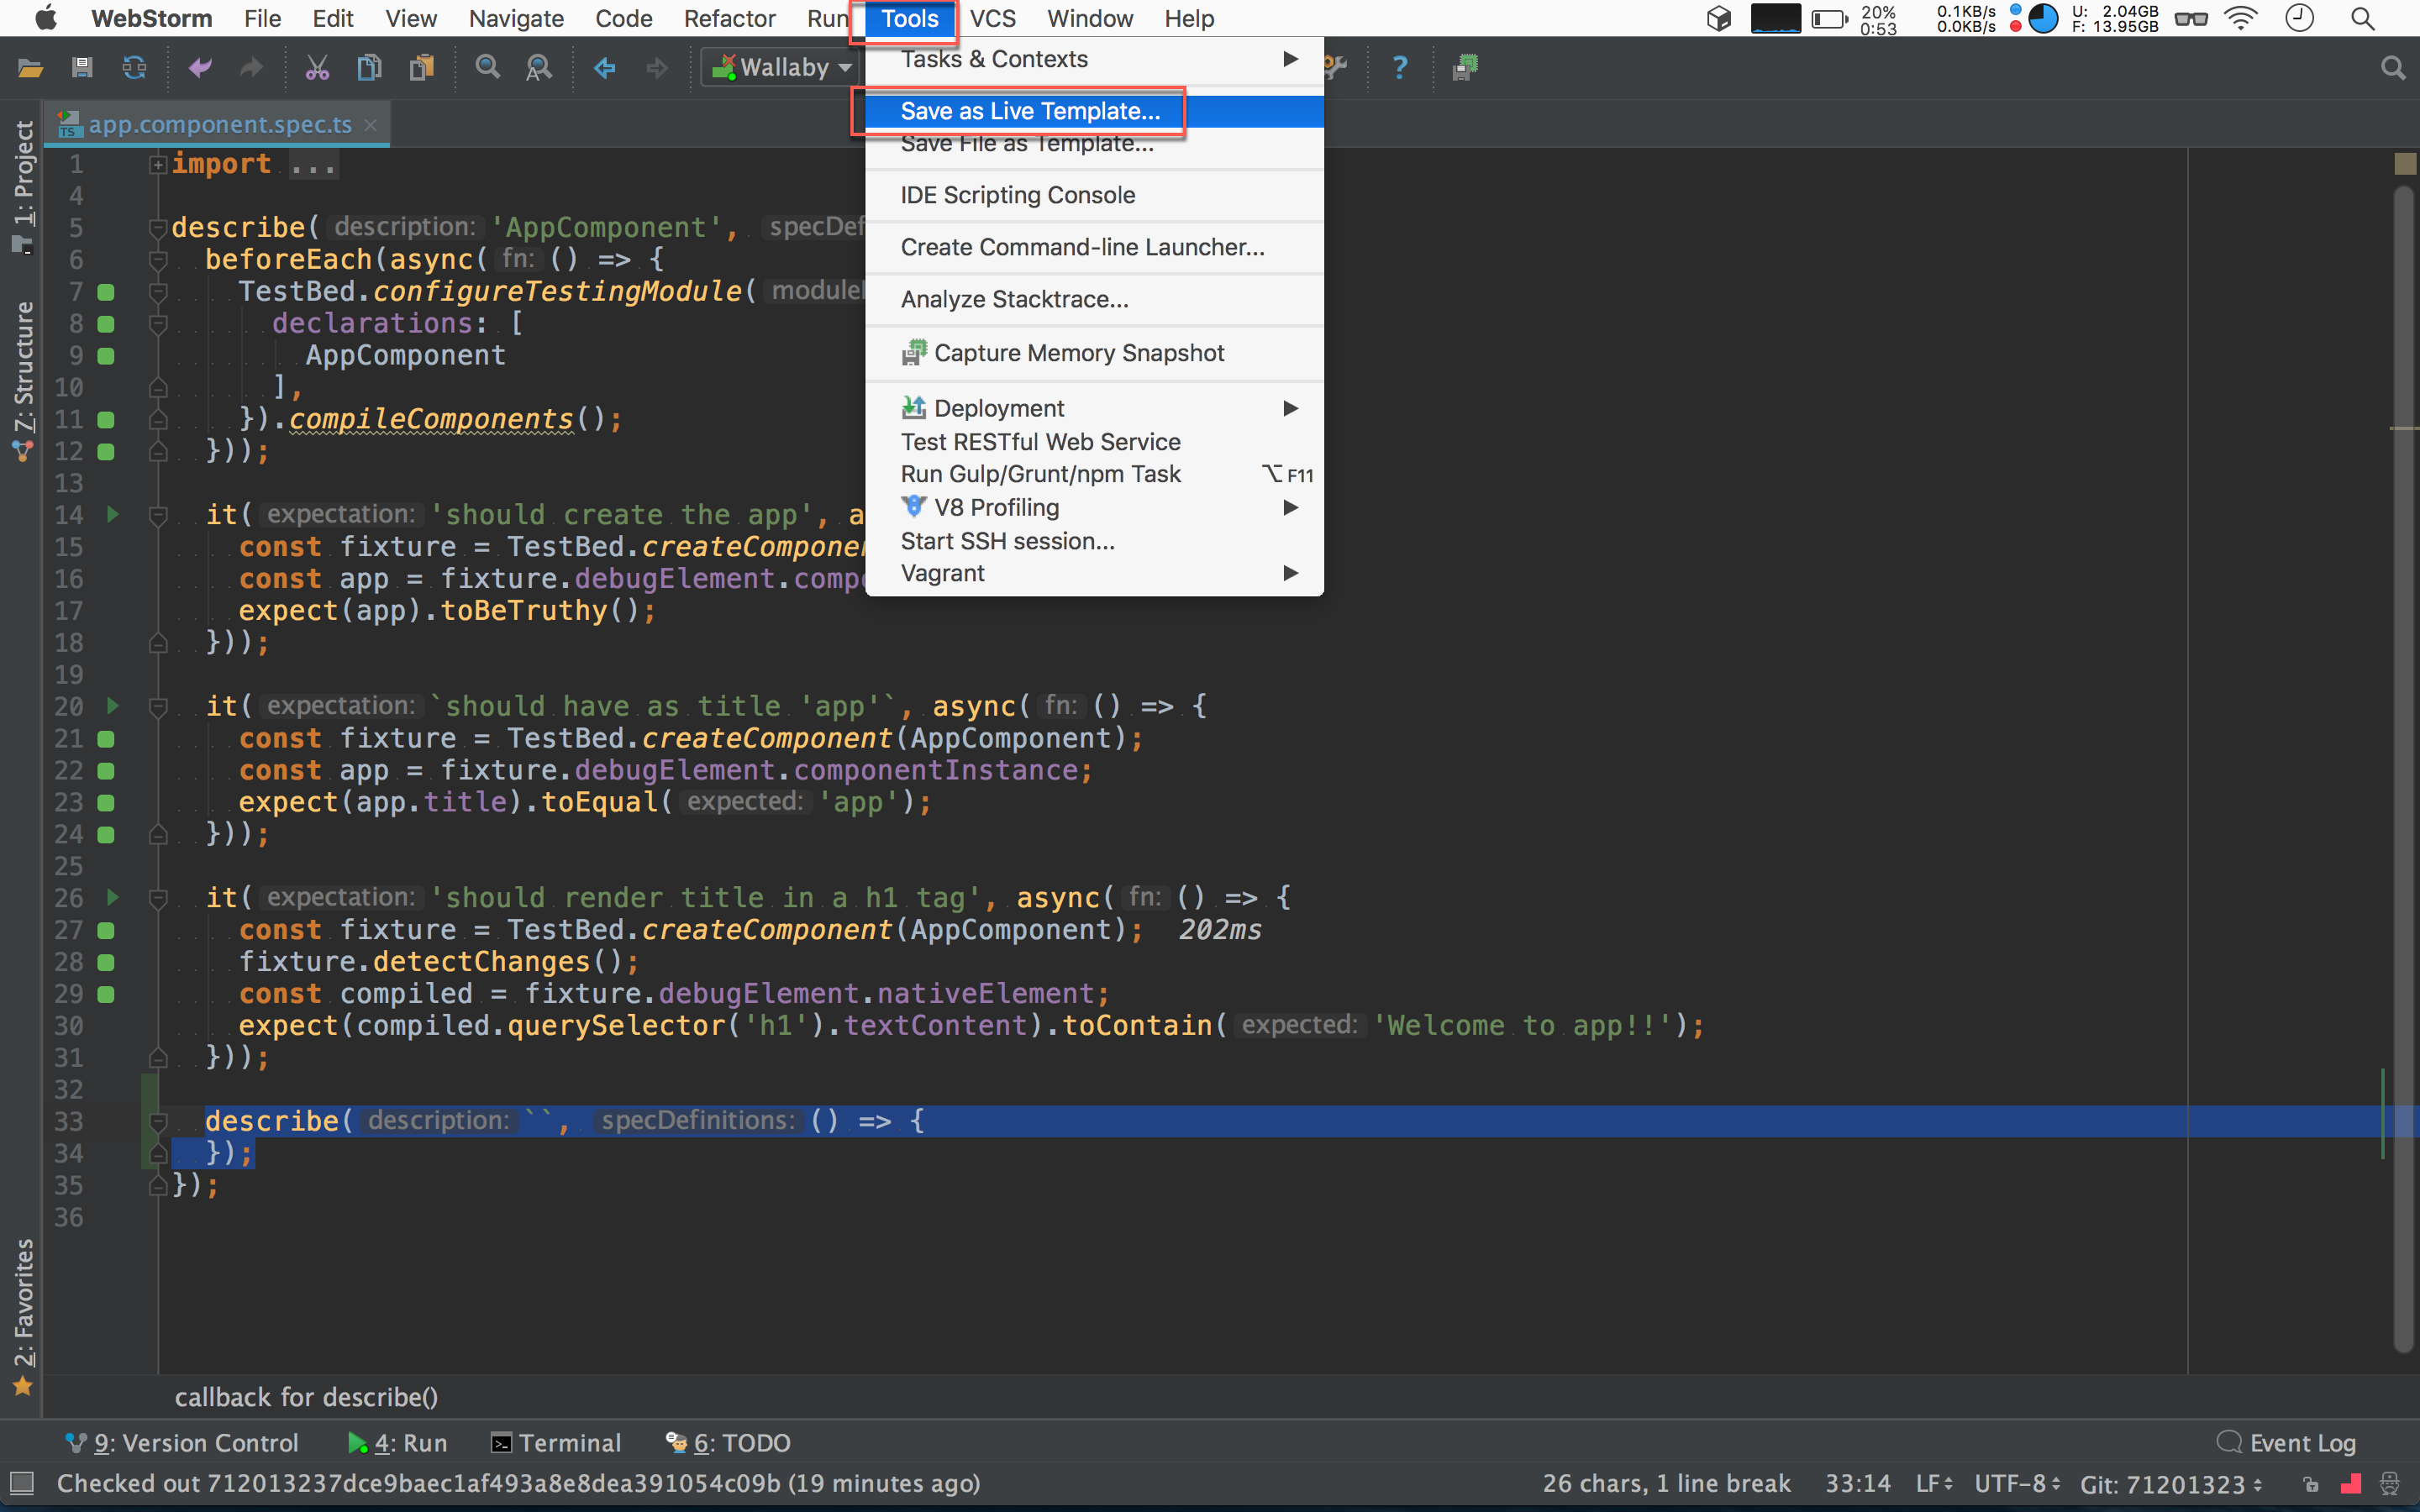 WebStorm File Edit View Navigate Code Refactor Run Tools VCS Window Help 20% 0:53 0.1KB/s 0.0KB/s U: 2.04GB F: 13.95GB
Wallaby
Tasks & Contexts
Save as Live Template...
Save File as Template...
IDE Scripting Console
Create Command-line Launcher...
Analyze Stacktrace...
Capture Memory Snapshot
Deployment
Test RESTful Web Service
Run Gulp/Grunt/npm Task ⌥ F11
V8 Profiling
Start SSH session...
Vagrant
1: Project
7: Structure
2: Favorites
TS app.component.spec.ts
1 import ...
4
5 describe( description: 'AppComponent', specDef
6 beforeEach(async( fn: () => {
7 TestBed.configureTestingModule( module
8 declarations: [
9 AppComponent
10 ],
11 }).compileComponents();
12 }));
13
14 it( expectation: 'should create the app', a
15 const fixture = TestBed.createComponen
16 const app = fixture.debugElement.comp
17 expect(app).toBeTruthy();
18 }));
19
20 it( expectation: `should have as title 'app'`, async( fn: () => {
21 const fixture = TestBed.createComponent(AppComponent);
22 const app = fixture.debugElement.componentInstance;
23 expect(app.title).toEqual( expected: 'app');
24 }));
25
26 it( expectation: 'should render title in a h1 tag', async( fn: () => {
27 const fixture = TestBed.createComponent(AppComponent); 202ms
28 fixture.detectChanges();
29 const compiled = fixture.debugElement.nativeElement;
30 expect(compiled.querySelector('h1').textContent).toContain( expected: 'Welcome to app!!');
31 }));
32
33 describe( description: ``, specDefinitions: () => {
34 });
35 });
36
callback for describe()
9: Version Control 4: Run Terminal 6: TODO Event Log
Checked out 712013237dce9baec1af493a8e8dea391054c09b (19 minutes ago) 26 chars, 1 line break 33:14 LF UTF-8 Git: 71201323